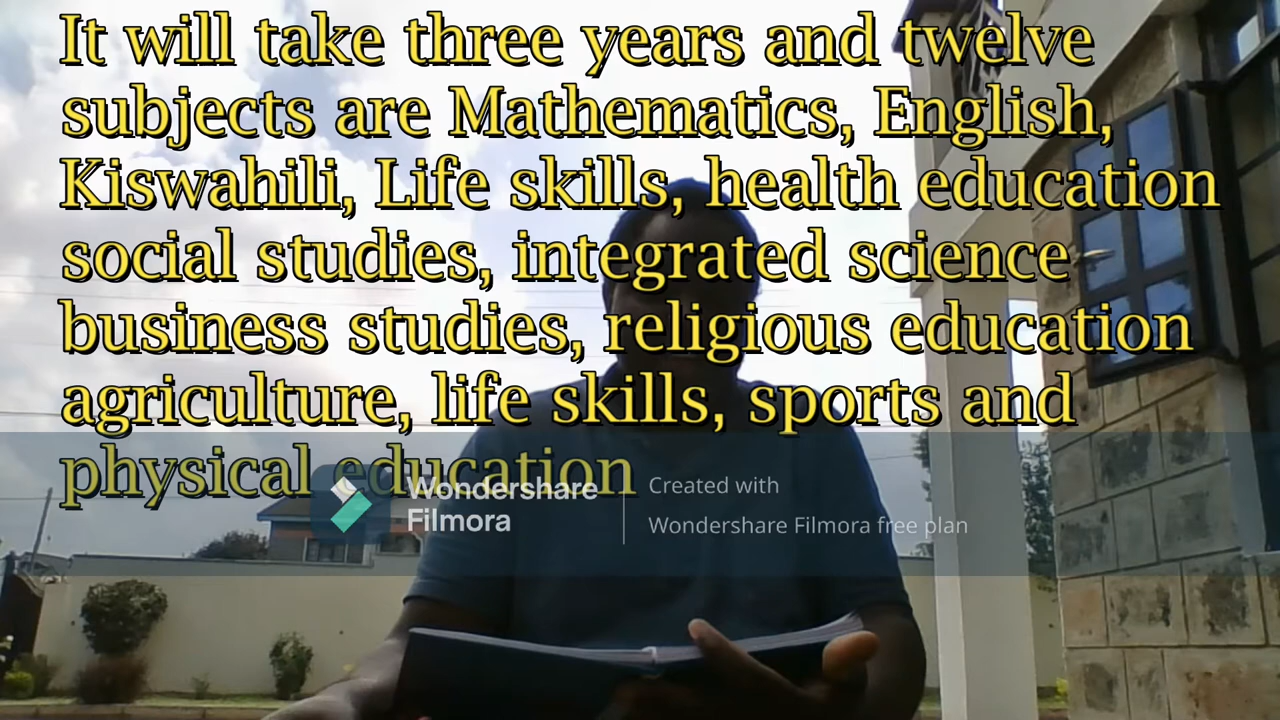 It will take three years and twelve
subjects are Mathematics, English,
Kiswahili, Life skills, health education
social studies, integrated science
business studies, religious education
agriculture, life skills, sports and
physical education
Wondershare
Filmora
Created with
Wondershare Filmora free plan